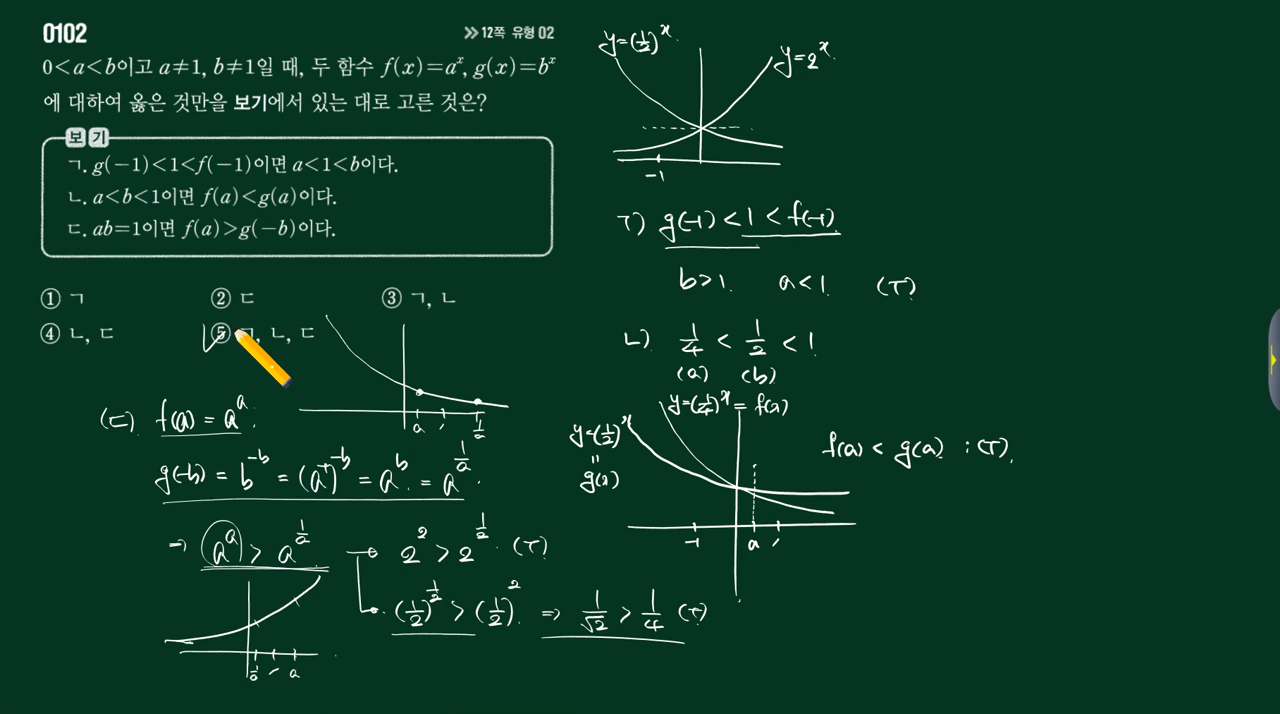 0102
≫ 12쪽 유형 02
0<a<b이고 a≠1, b≠1일 때, 두 함수 f(x)=aˣ, g(x)=bˣ
에 대하여 옳은 것만을 보기에서 있는 대로 고른 것은?
보기
ㄱ. g(-1)<1<f(-1)이면 a<1<b이다.
ㄴ. a<b<1이면 f(a)<g(a)이다.
ㄷ. ab=1이면 f(a)>g(-b)이다.
① ㄱ ② ㄷ ③ ㄱ, ㄴ
④ ㄴ, ㄷ ⑤ ㄱ, ㄴ, ㄷ
a 1 1/a
(ㄷ) f(a) = a^a.
g(-b) = b^-b = (a^-1)^-b = a^b. = a^(1/a).
⇒ a^a > a^(1/a)
2^2 > 2^(1/2). (T)
(1/2)^(1/2) > (1/2)^2. ⇒ 1/√2 > 1/4 (T)
1/a 1 a
y=(1/2)^x.
y=2^x.
-1
ㄱ) g(-1) < 1 < f(-1).
b>1. a<1. (T)
ㄴ) 1/4 < 1/2 < 1.
(a) (b)
y=(1/4)^x = f(x)
y=(1/2)^x
=
g(x)
-1 a 1
f(a) < g(a) : (T).